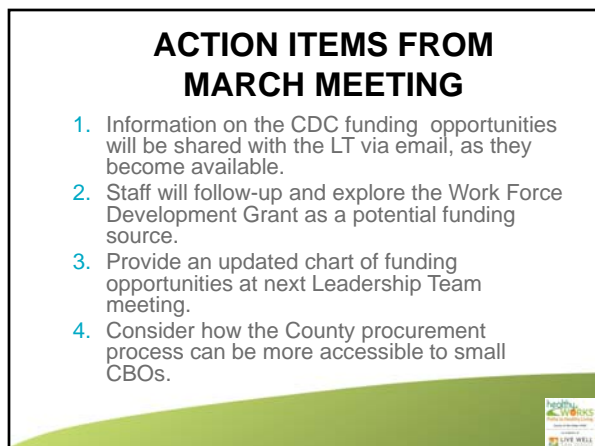 ACTION ITEMS FROM
MARCH MEETING
1. Information on the CDC funding opportunities
will be shared with the LT via email, as they
become available.
2. Staff will follow-up and explore the Work Force
Development Grant as a potential funding
source.
3. Provide an updated chart of funding
opportunities at next Leadership Team
meeting.
4. Consider how the County procurement
process can be more accessible to small
CBOs.
healthy
WORKS
LIVE WELL